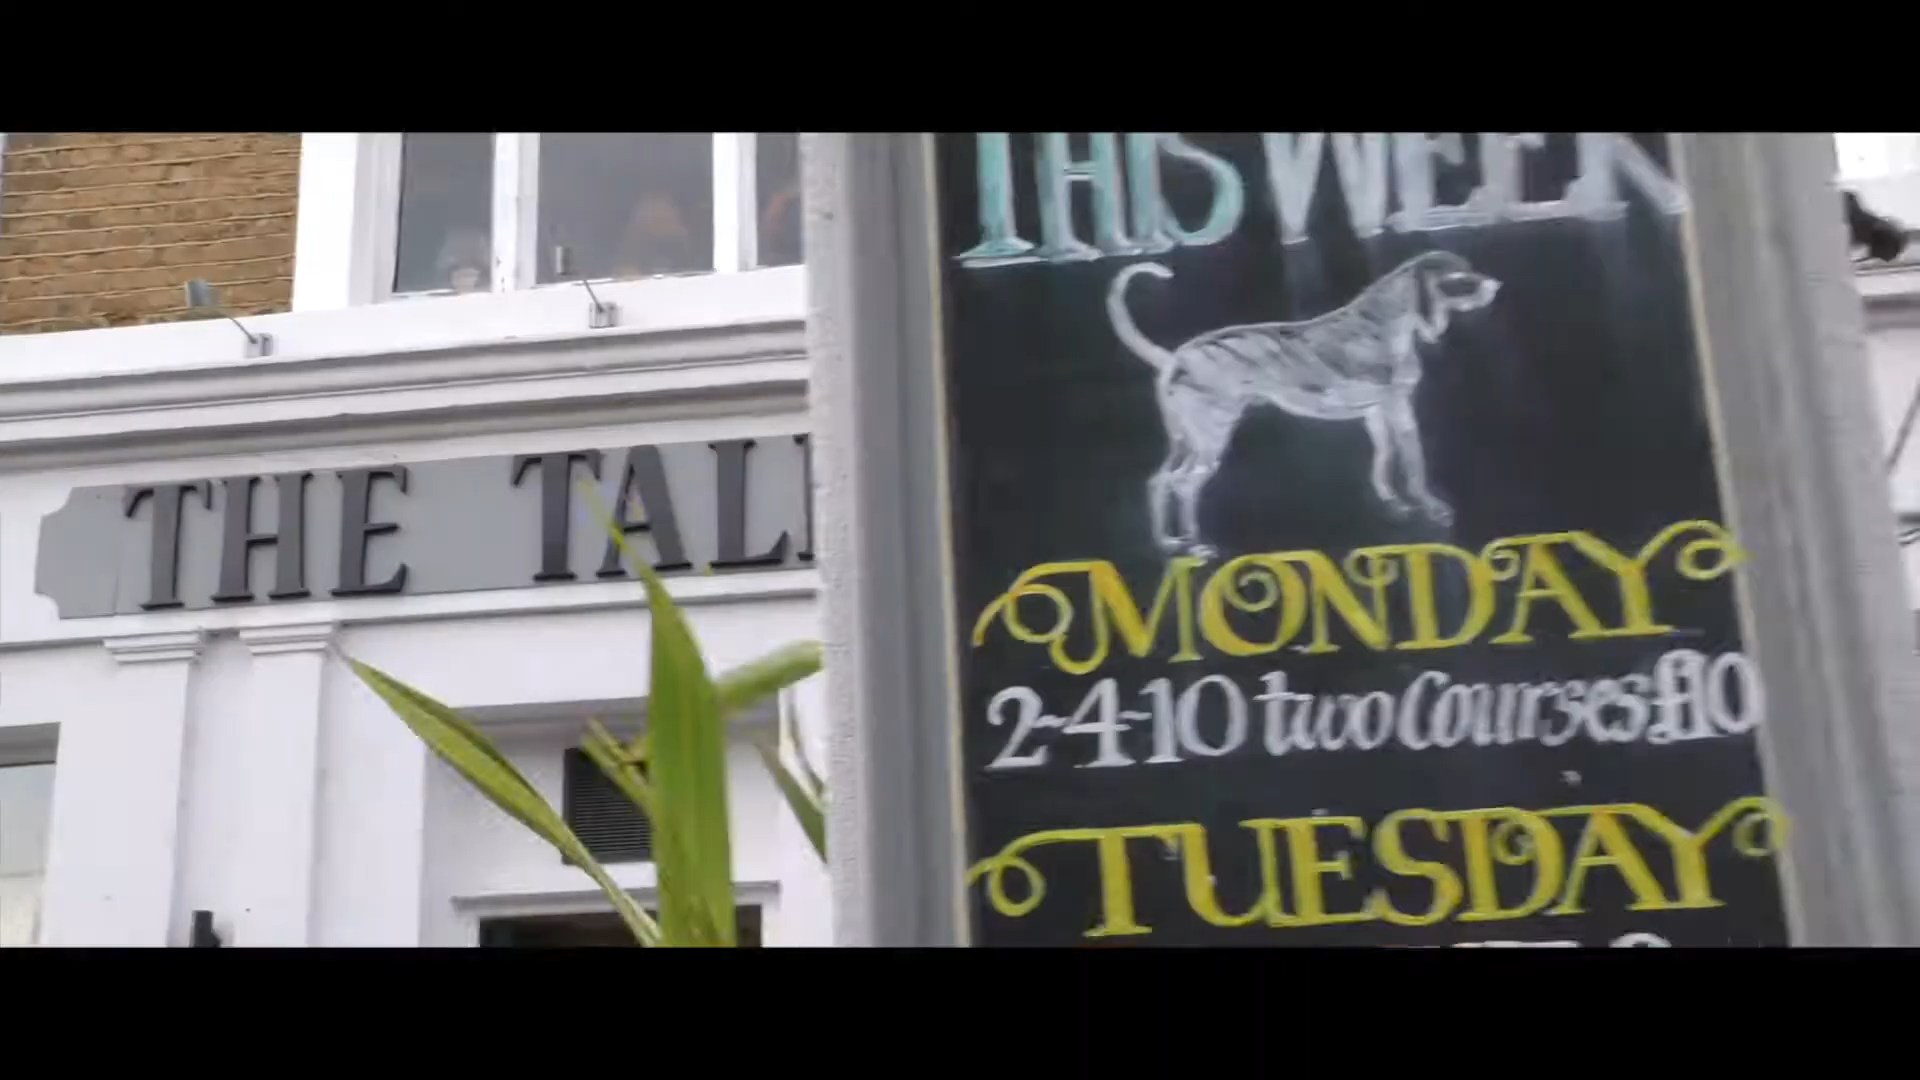 THE TAL
THIS WEEK
MONDAY
2-4-10 two Courses £10
TUESDAY